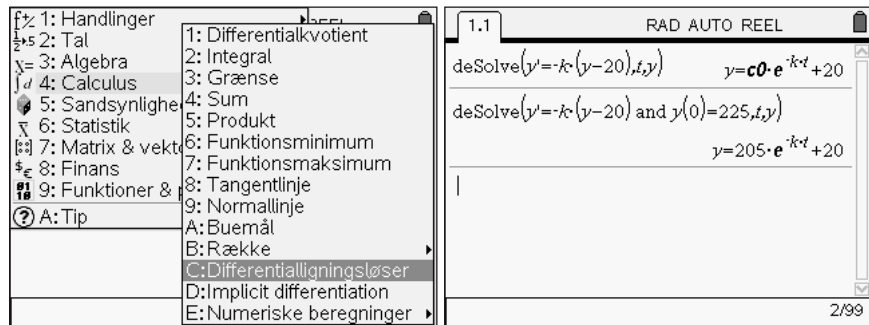 1: Handlinger
2: Tal
3: Algebra
4: Calculus
5: Sandsynlighe
6: Statistik
7: Matrix & vekt
8: Finans
9: Funktioner &
A: Tip
REEL
1: Differentialkvotient
2: Integral
3: Grænse
4: Sum
5: Produkt
6: Funktionsminimum
7: Funktionsmaksimum
8: Tangentlinje
9: Normallinje
A: Buemål
B: Række
C: Differentialligningsløser
D: Implicit differentiation
E: Numeriske beregninger
1.1 RAD AUTO REEL
deSolve(y'=-k·(y-20),t,y) y=c0·e^-k·t+20
deSolve(y'=-k·(y-20) and y(0)=225,t,y)
y=205·e^-k·t+20
2/99